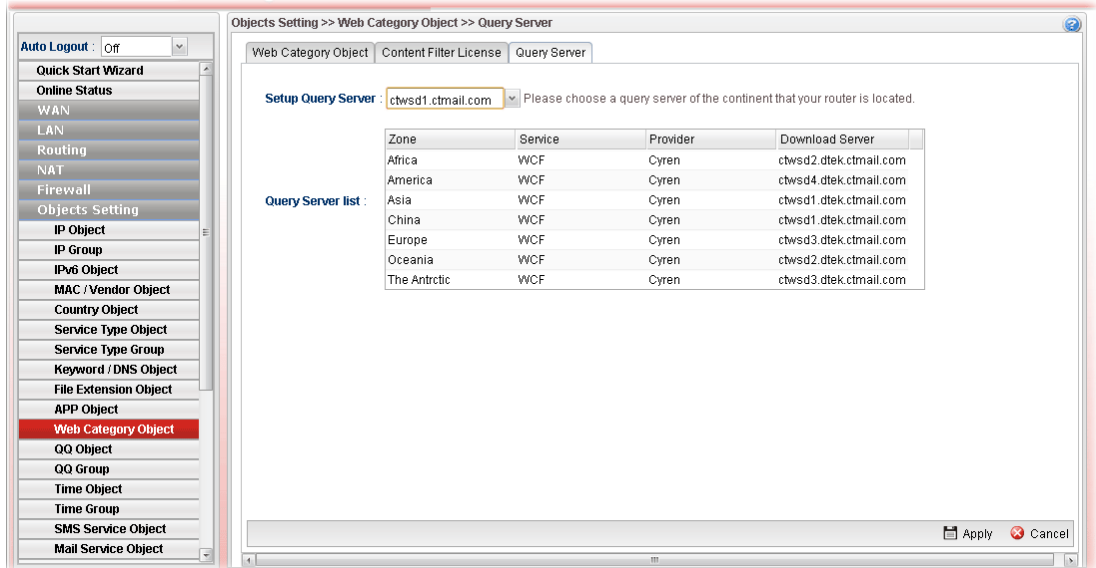 Objects Setting >> Web Category Object >> Query Server
Auto Logout : Off
Quick Start Wizard
Online Status
WAN
LAN
Routing
NAT
Firewall
Objects Setting
IP Object
IP Group
IPv6 Object
MAC / Vendor Object
Country Object
Service Type Object
Service Type Group
Keyword / DNS Object
File Extension Object
APP Object
Web Category Object
QQ Object
QQ Group
Time Object
Time Group
SMS Service Object
Mail Service Object
Web Category Object Content Filter License Query Server
Setup Query Server : ctwsd1.ctmail.com Please choose a query server of the continent that your router is located.
Query Server list :
Zone Service Provider Download Server
Africa WCF Cyren ctwsd2.dtek.ctmail.com
America WCF Cyren ctwsd4.dtek.ctmail.com
Asia WCF Cyren ctwsd1.dtek.ctmail.com
China WCF Cyren ctwsd1.dtek.ctmail.com
Europe WCF Cyren ctwsd3.dtek.ctmail.com
Oceania WCF Cyren ctwsd2.dtek.ctmail.com
The Antrctic WCF Cyren ctwsd3.dtek.ctmail.com
Apply Cancel